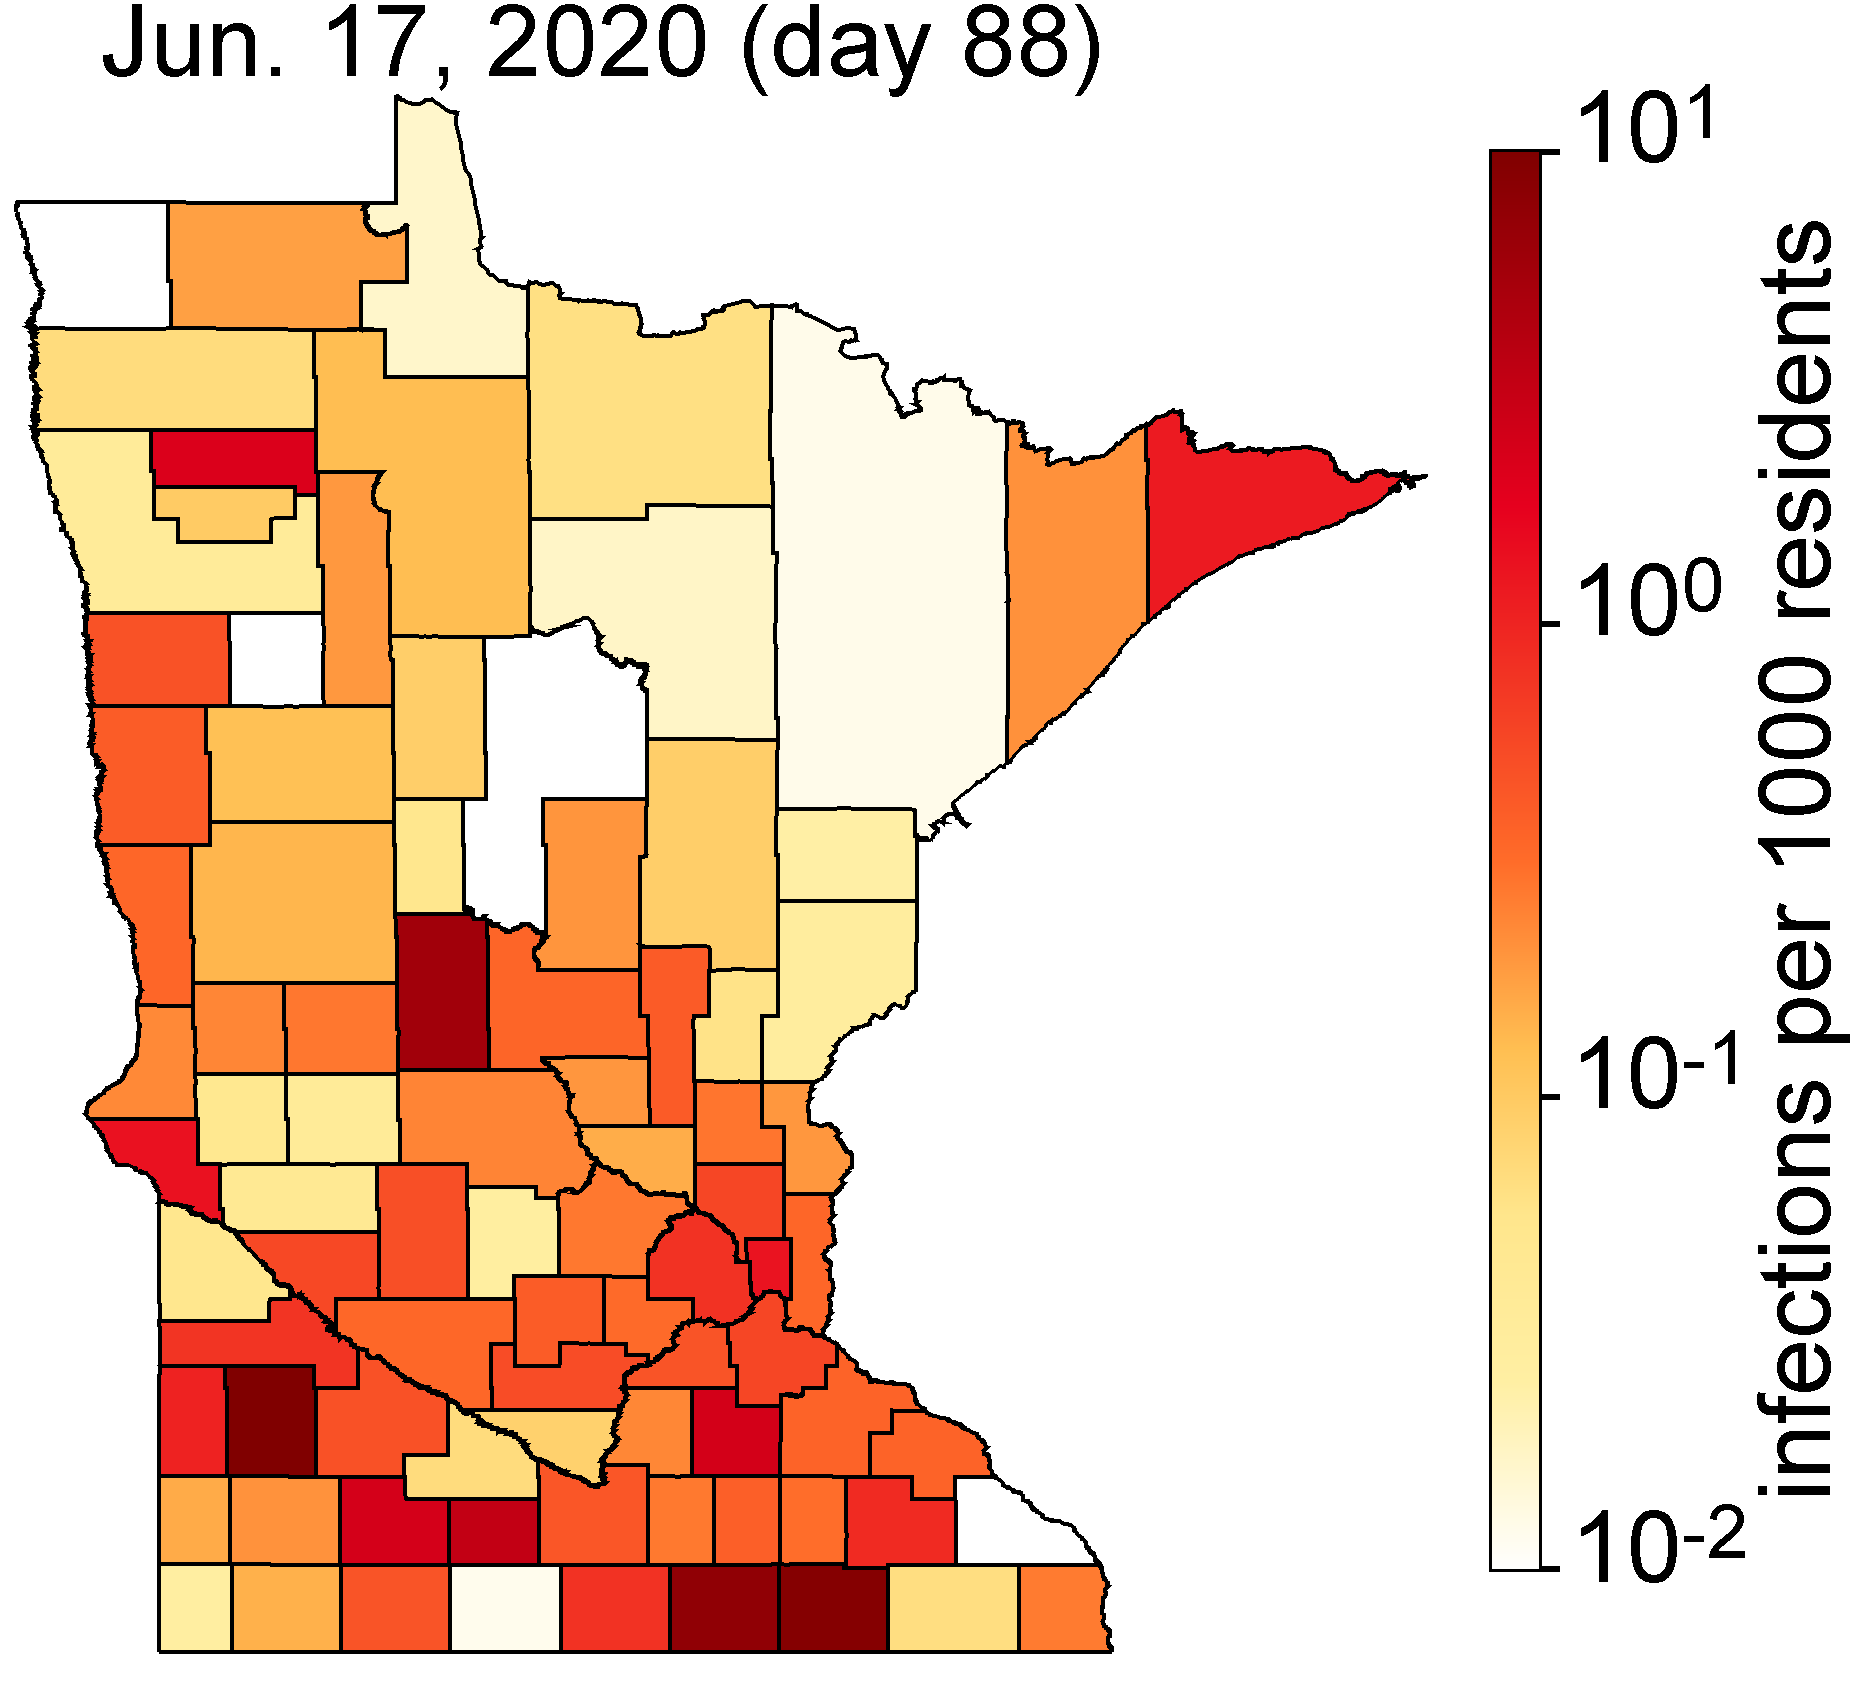 Jun. 17, 2020 (day 88)
10¹
10⁰
10⁻¹
10⁻²
infections per 1000 residents